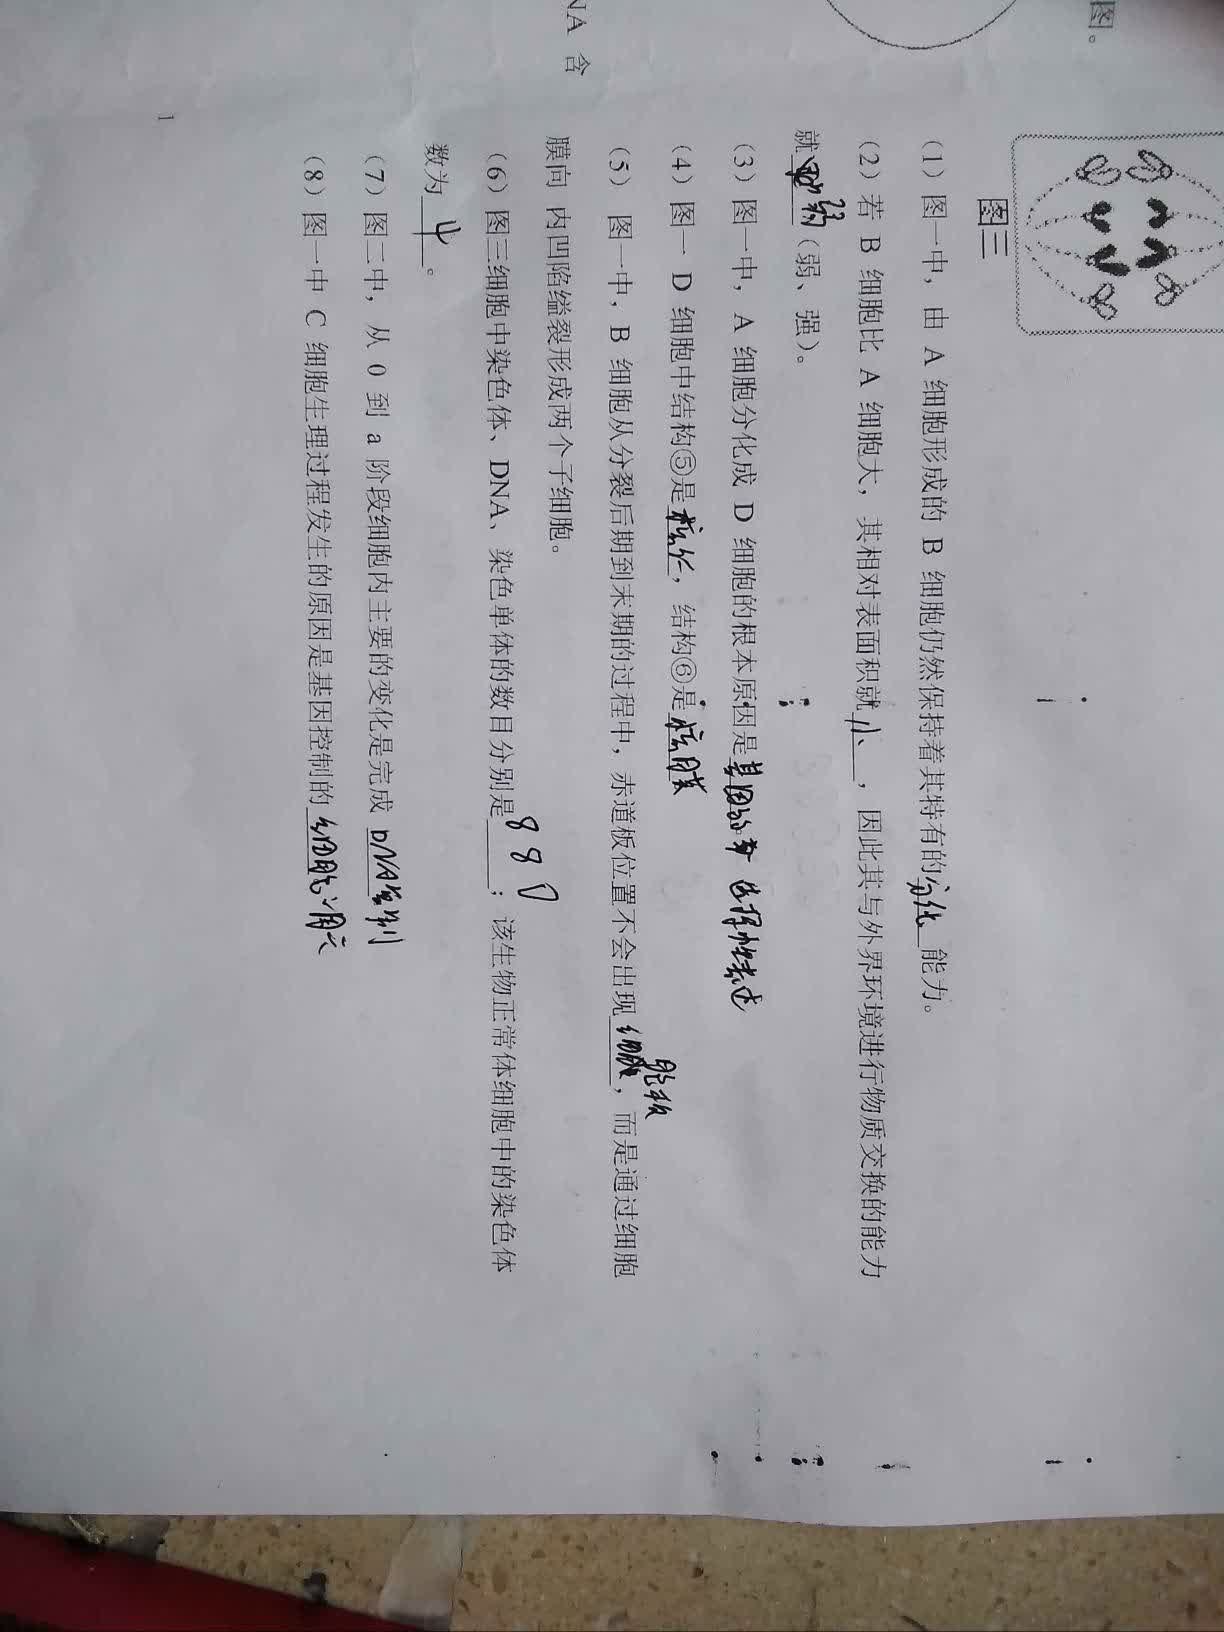 图。
图三
(1) 图一中，由 A 细胞形成的 B 细胞仍然保持着其特有的分化能力。
(2) 若 B 细胞比 A 细胞大，其相对表面积就小，因此其与外界环境进行物质交换的能力
就弱(弱、强)。
(3) 图一中，A 细胞分化成 D 细胞的根本原因是基因的 选择性表达
(4) 图一 D 细胞中结构⑤是核仁，结构⑥是核膜
(5) 图一中，B 细胞从分裂后期到末期的过程中，赤道板位置不会出现细胞板，而是通过细胞
膜向 内凹陷缢裂形成两个子细胞。
NA 含
(6) 图三细胞中染色体、DNA、染色单体的数目分别是 8 8 0；该生物正常体细胞中的染色体
数为 4。
(7) 图二中，从 0 到 a 阶段细胞内主要的变化是完成 DNA复制
(8) 图一中 C 细胞生理过程发生的原因是基因控制的 细胞凋亡
1